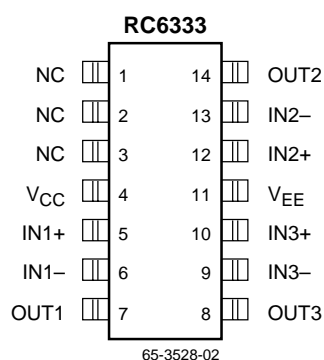 RC6333
NC 1 14 OUT2
NC 2 13 IN2–
NC 3 12 IN2+
VCC 4 11 VEE
IN1+ 5 10 IN3+
IN1– 6 9 IN3–
OUT1 7 8 OUT3
65-3528-02